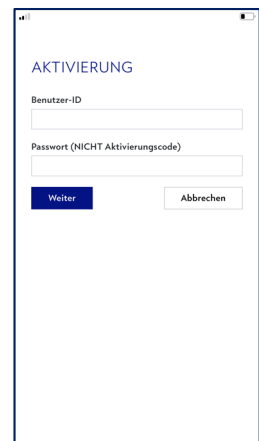 AKTIVIERUNG
Benutzer-ID
Passwort (NICHT Aktivierungscode)
Weiter
Abbrechen